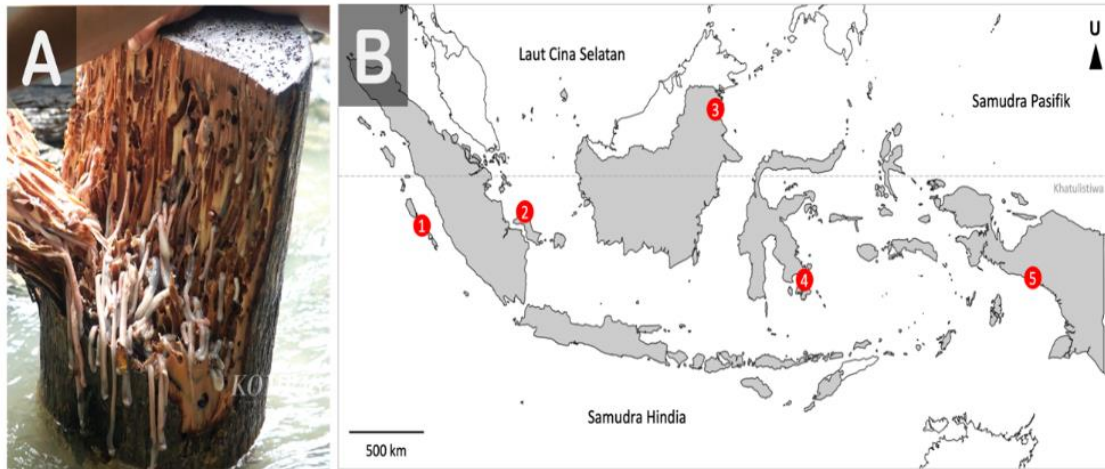 A
B
U
Laut Cina Selatan
Samudra Pasifik
3
Khatulistiwa
2
1
4
5
Samudra Hindia
500 km